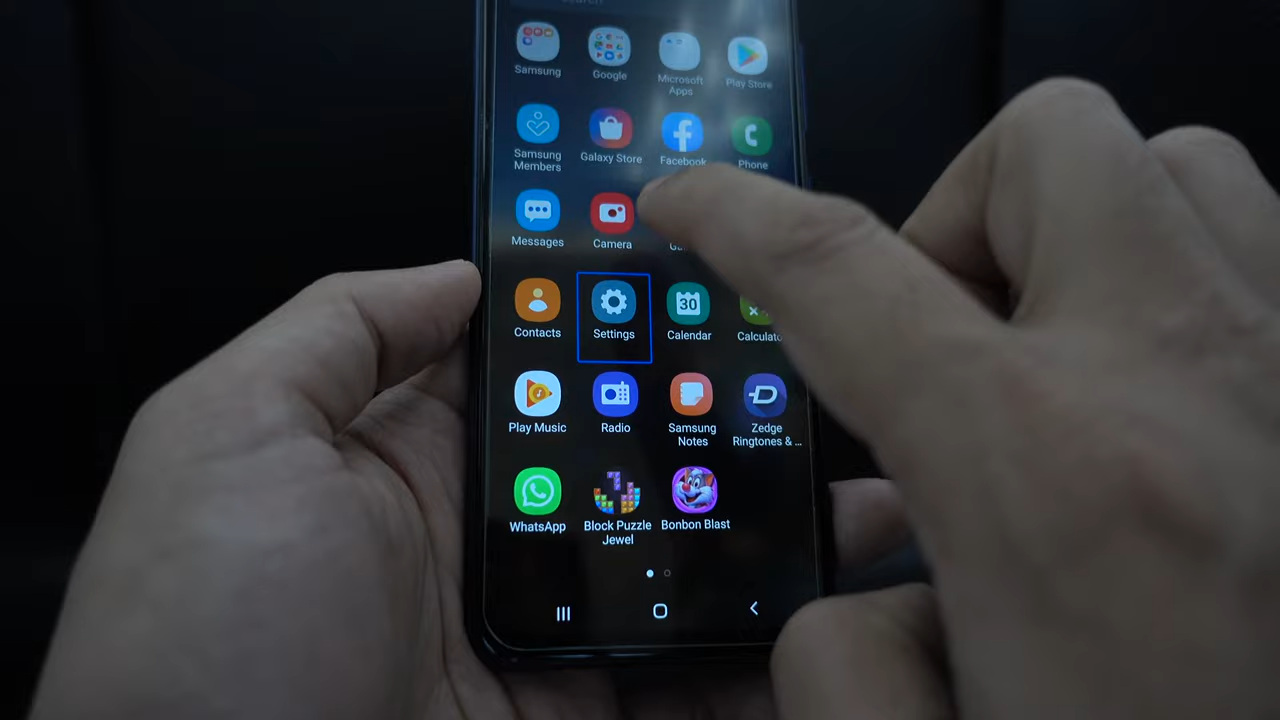 Search
Samsung
Google
Microsoft
Apps
Play Store
Samsung
Members
Galaxy Store
Facebook
Phone
Messages
Camera
Contacts
Settings
30
Calendar
Play Music
Radio
Samsung
Notes
Zedge
Ringtones & ...
WhatsApp
Block Puzzle
Jewel
Bonbon Blast